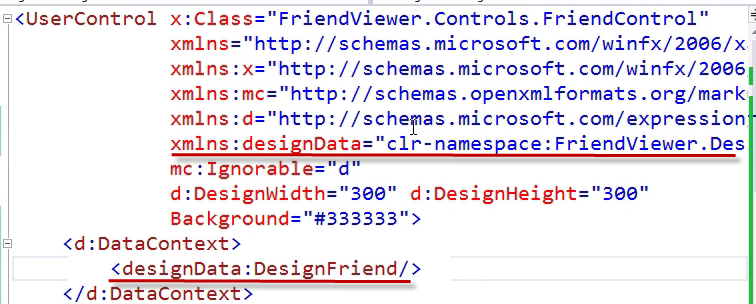 <UserControl x:Class="FriendViewer.Controls.FriendControl"
xmlns="http://schemas.microsoft.com/winfx/2006/x
xmlns:x="http://schemas.microsoft.com/winfx/2006
xmlns:mc="http://schemas.openxmlformats.org/mark
xmlns:d="http://schemas.microsoft.com/expression
xmlns:designData="clr-namespace:FriendViewer.Des
mc:Ignorable="d"
d:DesignWidth="300" d:DesignHeight="300"
Background="#333333">
<d:DataContext>
<designData:DesignFriend/>
</d:DataContext>